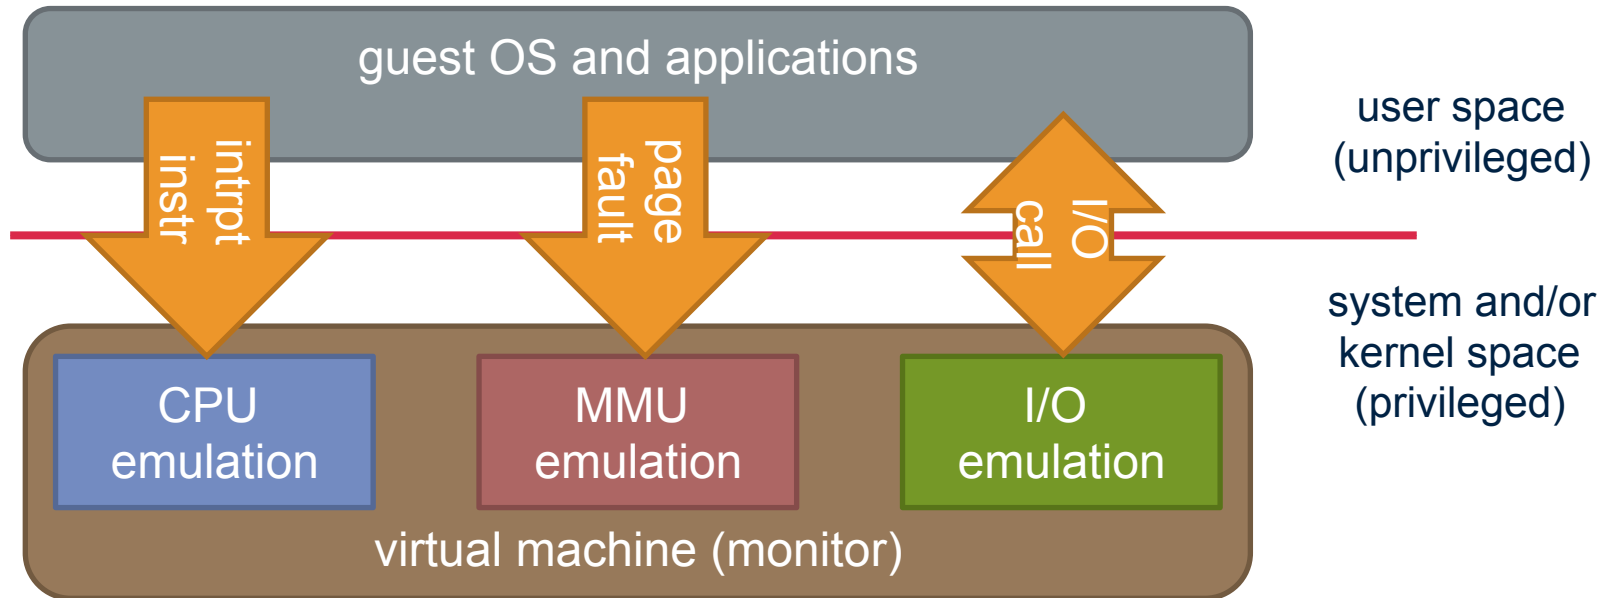 guest OS and applications
user space
(unprivileged)
intrpt
instr
page
fault
I/O
call
system and/or
kernel space
(privileged)
CPU
emulation
MMU
emulation
I/O
emulation
virtual machine (monitor)